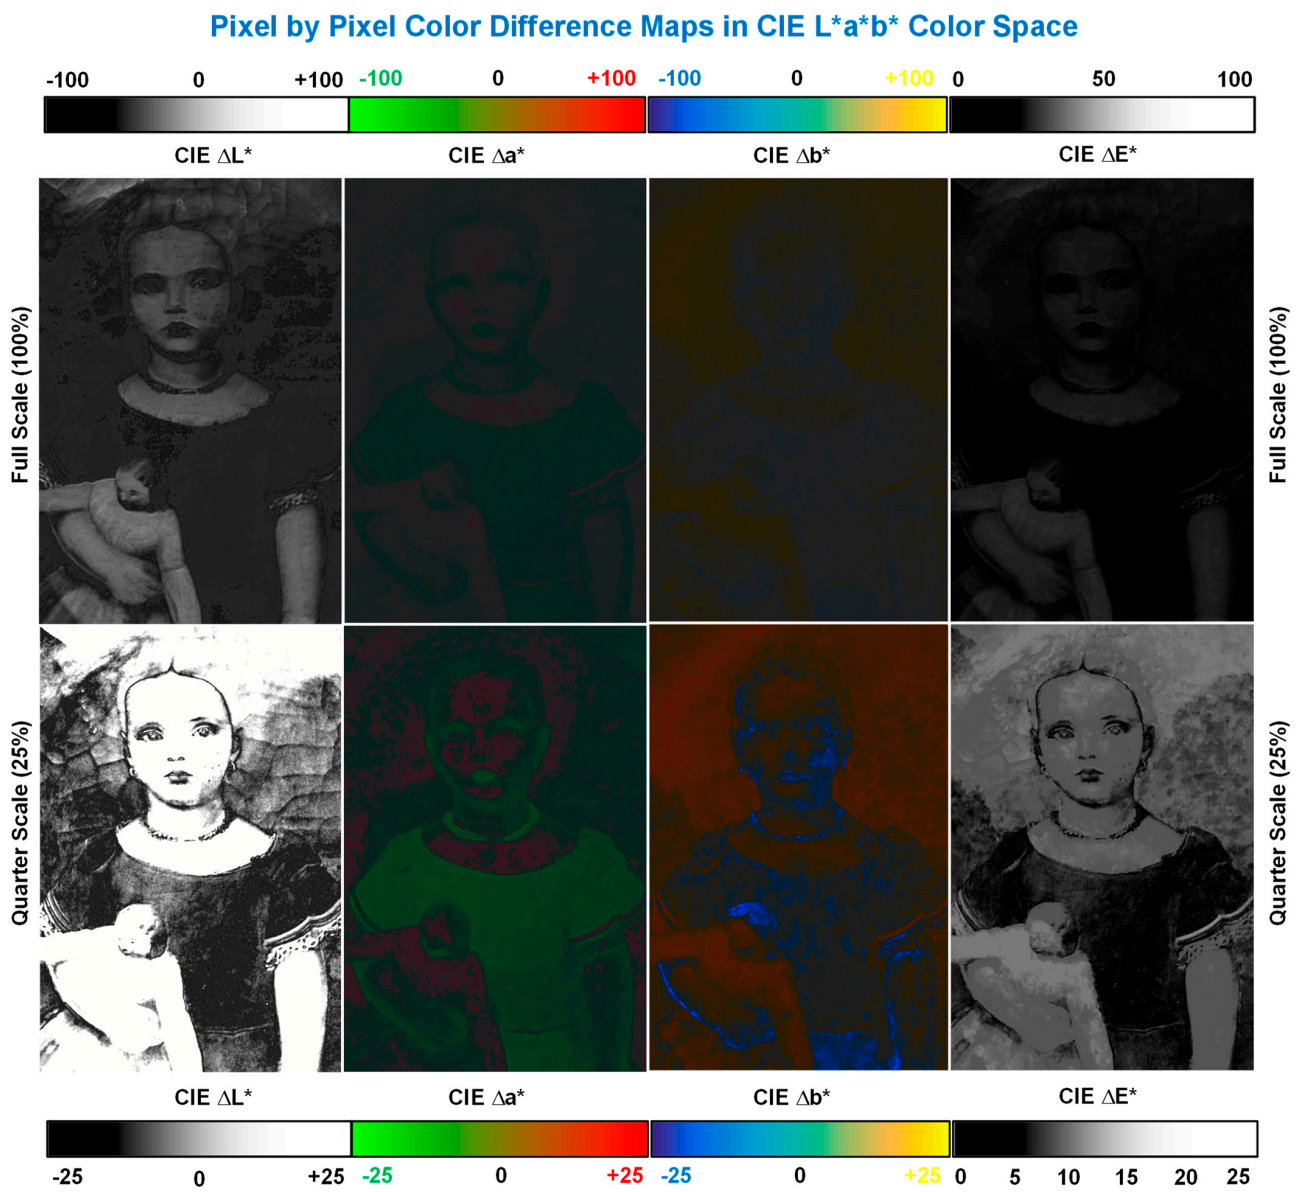 Pixel by Pixel Color Difference Maps in CIE L*a*b* Color Space
-100 0 +100 -100 0 +100 -100 0 +100 0 50 100
CIE ΔL* CIE Δa* CIE Δb* CIE ΔE*
Full Scale (100%)
Full Scale (100%)
Quarter Scale (25%)
Quarter Scale (25%)
CIE ΔL* CIE Δa* CIE Δb* CIE ΔE*
-25 0 +25 -25 0 +25 -25 0 +25 0 5 10 15 20 25